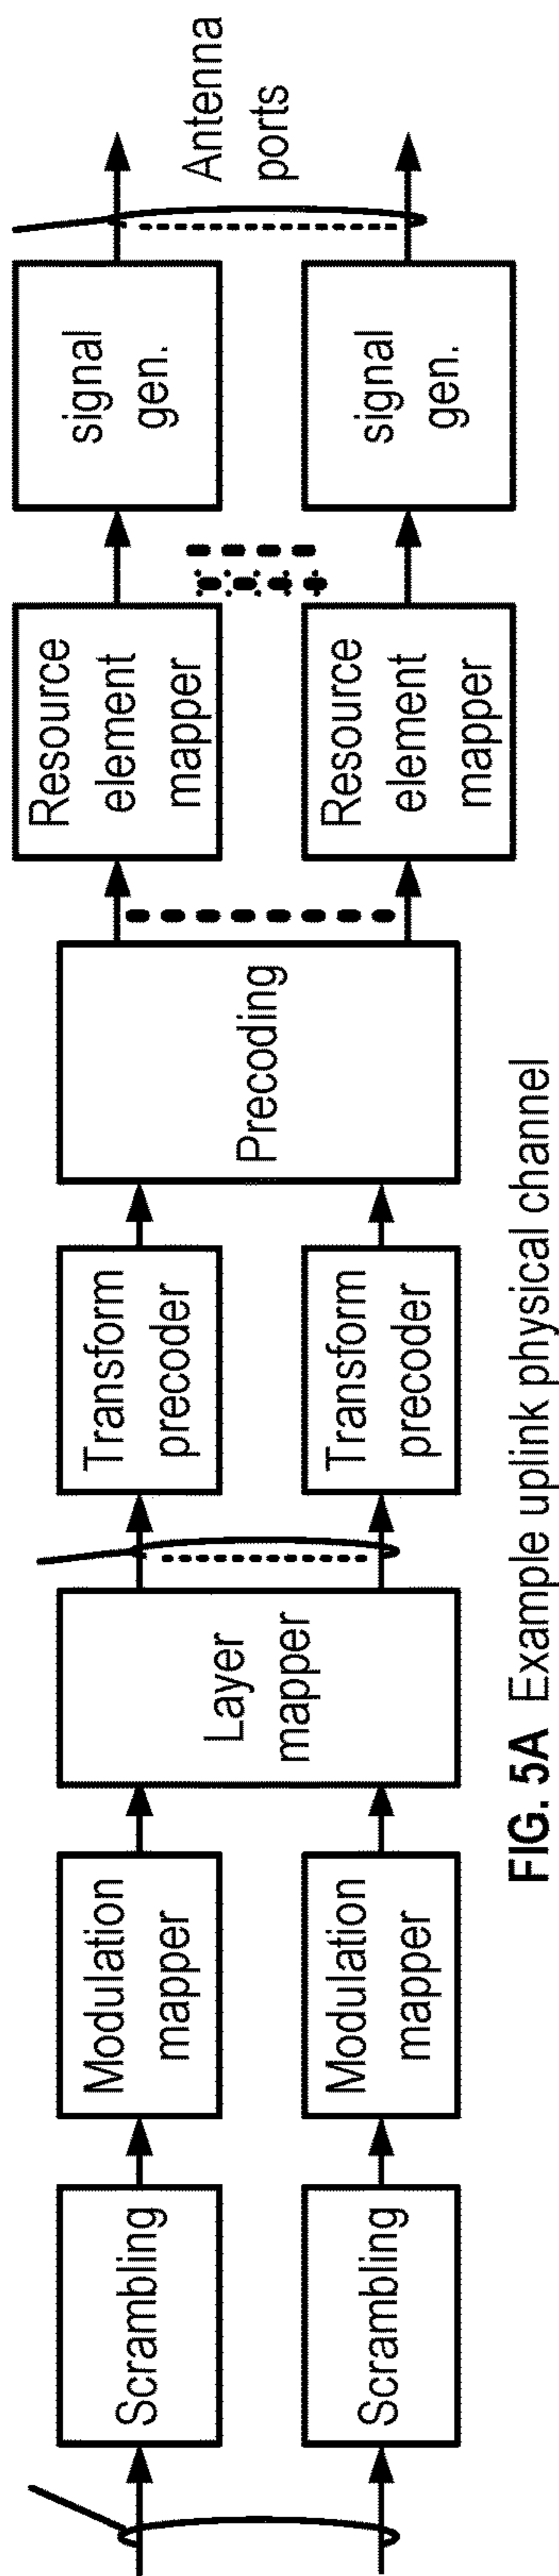 Scrambling
Scrambling
Modulation
mapper
Modulation
mapper
Layer
mapper
Transform
precoder
Transform
precoder
Precoding
Resource
element
mapper
Resource
element
mapper
signal
gen.
signal
gen.
Antenna
ports
FIG. 5A Example uplink physical channel